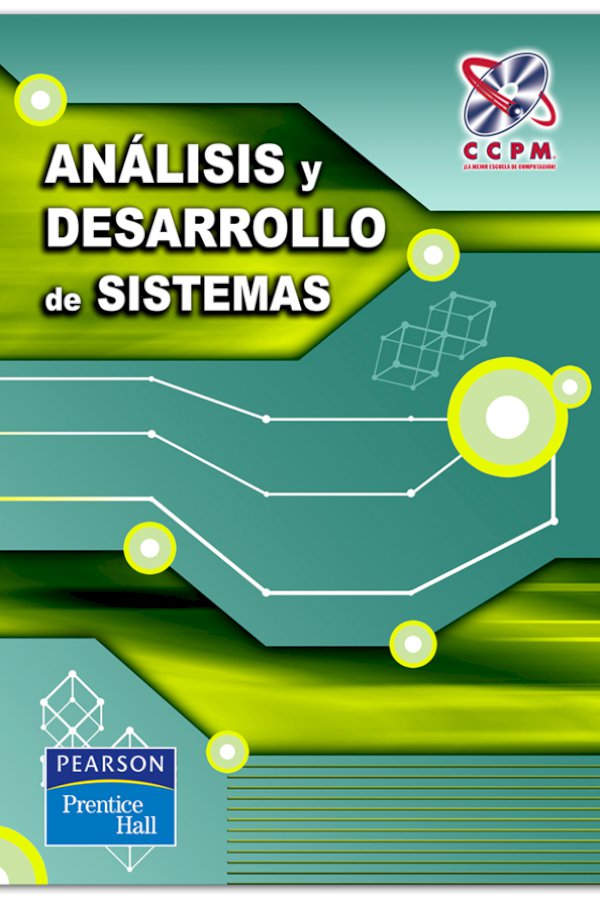 CCPM®
¡LA MEJOR ESCUELA DE COMPUTACIÓN!
ANÁLISIS y
DESARROLLO
de SISTEMAS
PEARSON
Prentice
Hall